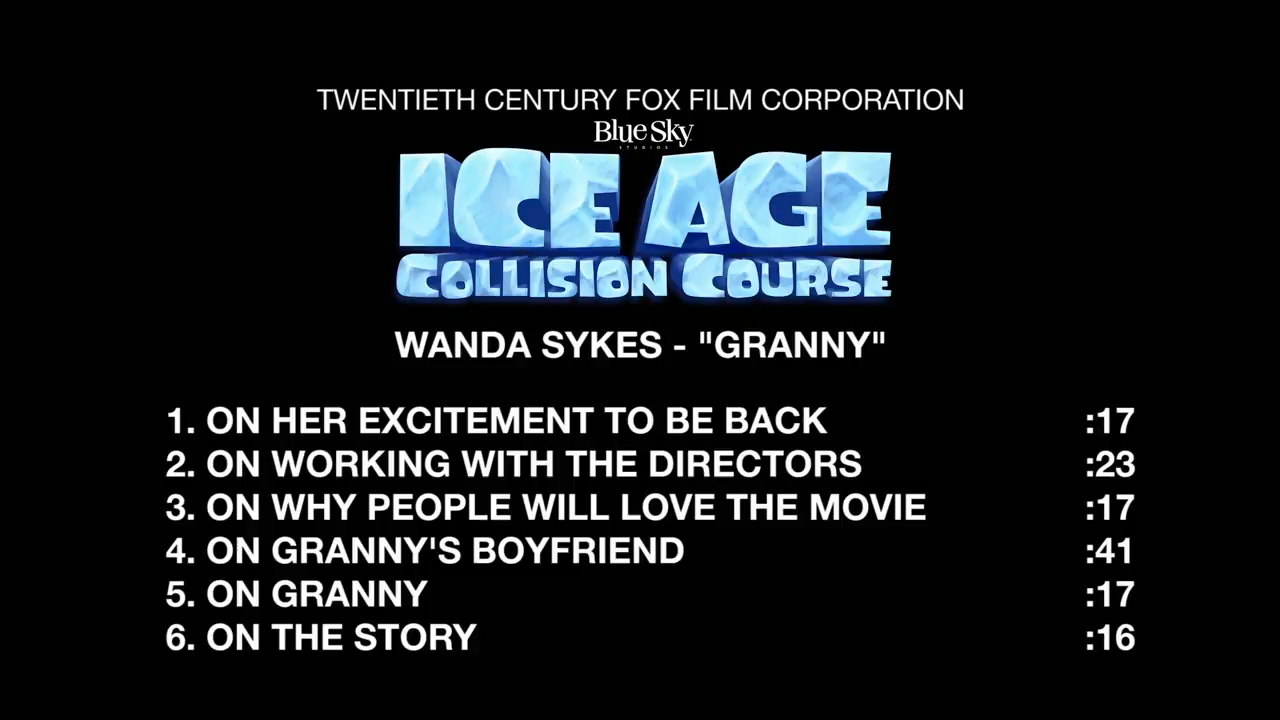 TWENTIETH CENTURY FOX FILM CORPORATION
Blue Sky
STUDIOS
ICE AGE
COLLISION COURSE
WANDA SYKES - "GRANNY"
1. ON HER EXCITEMENT TO BE BACK :17
2. ON WORKING WITH THE DIRECTORS :23
3. ON WHY PEOPLE WILL LOVE THE MOVIE :17
4. ON GRANNY'S BOYFRIEND :41
5. ON GRANNY :17
6. ON THE STORY :16